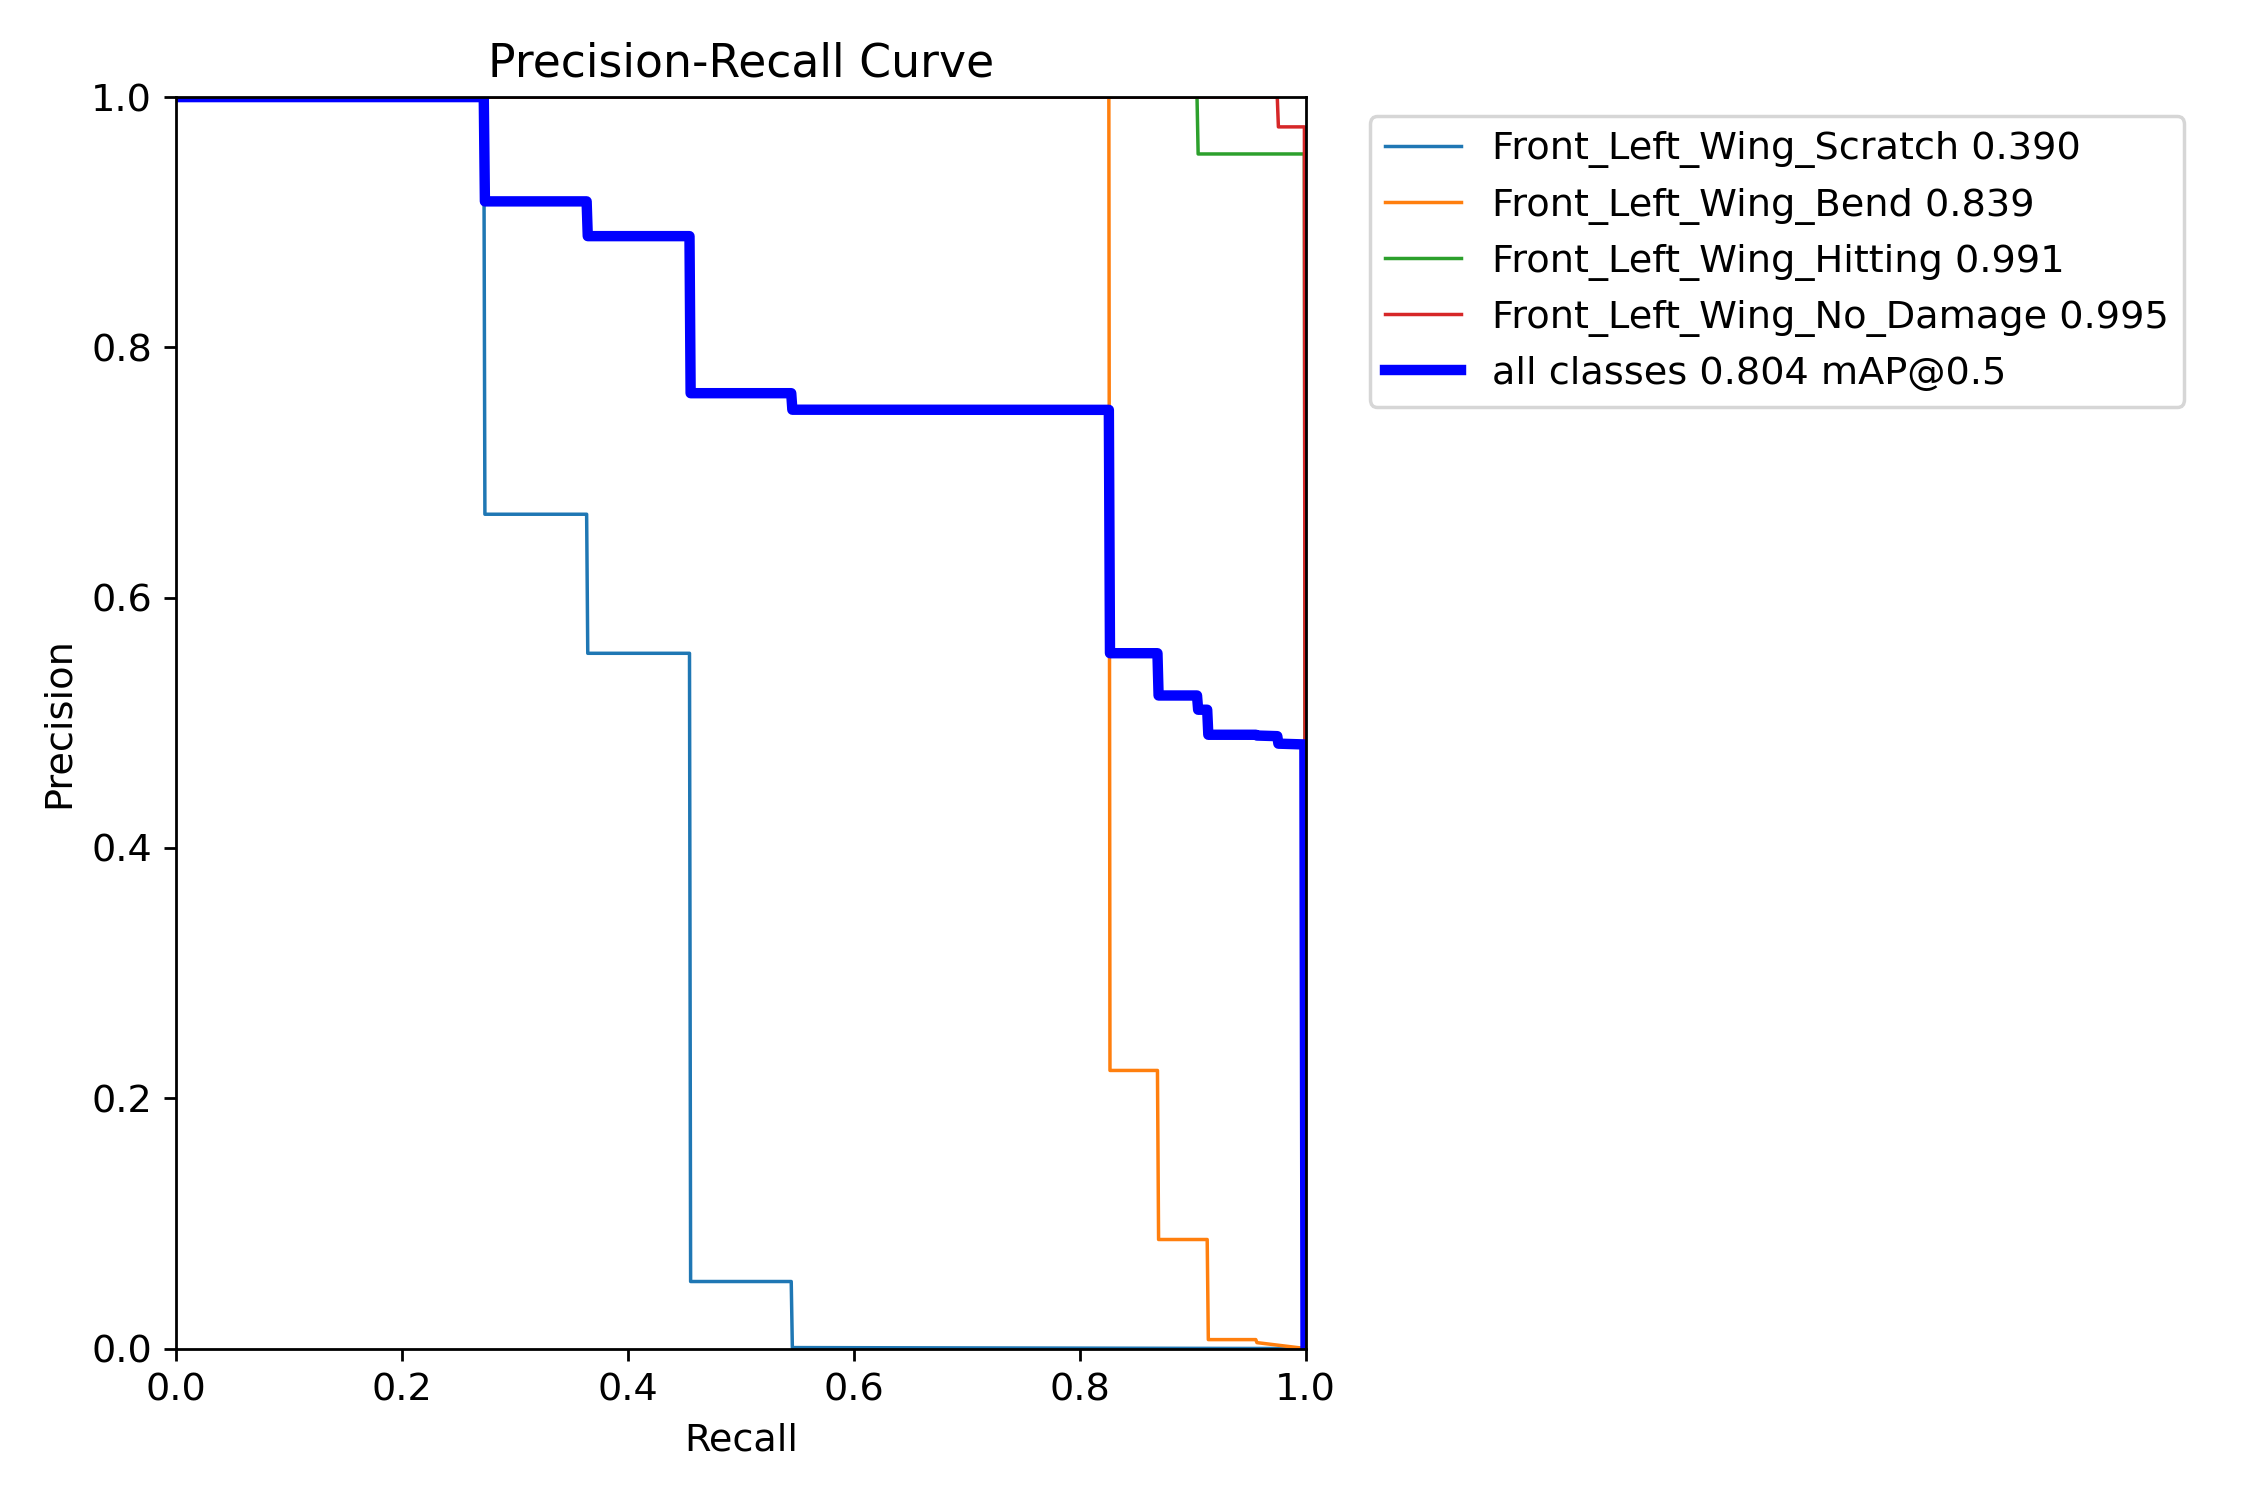 Precision-Recall Curve
1.0
0.8
0.6
0.4
0.2
0.0
Precision
0.0 0.2 0.4 0.6 0.8 1.0
Recall
Front_Left_Wing_Scratch 0.390
Front_Left_Wing_Bend 0.839
Front_Left_Wing_Hitting 0.991
Front_Left_Wing_No_Damage 0.995
all classes 0.804 mAP@0.5